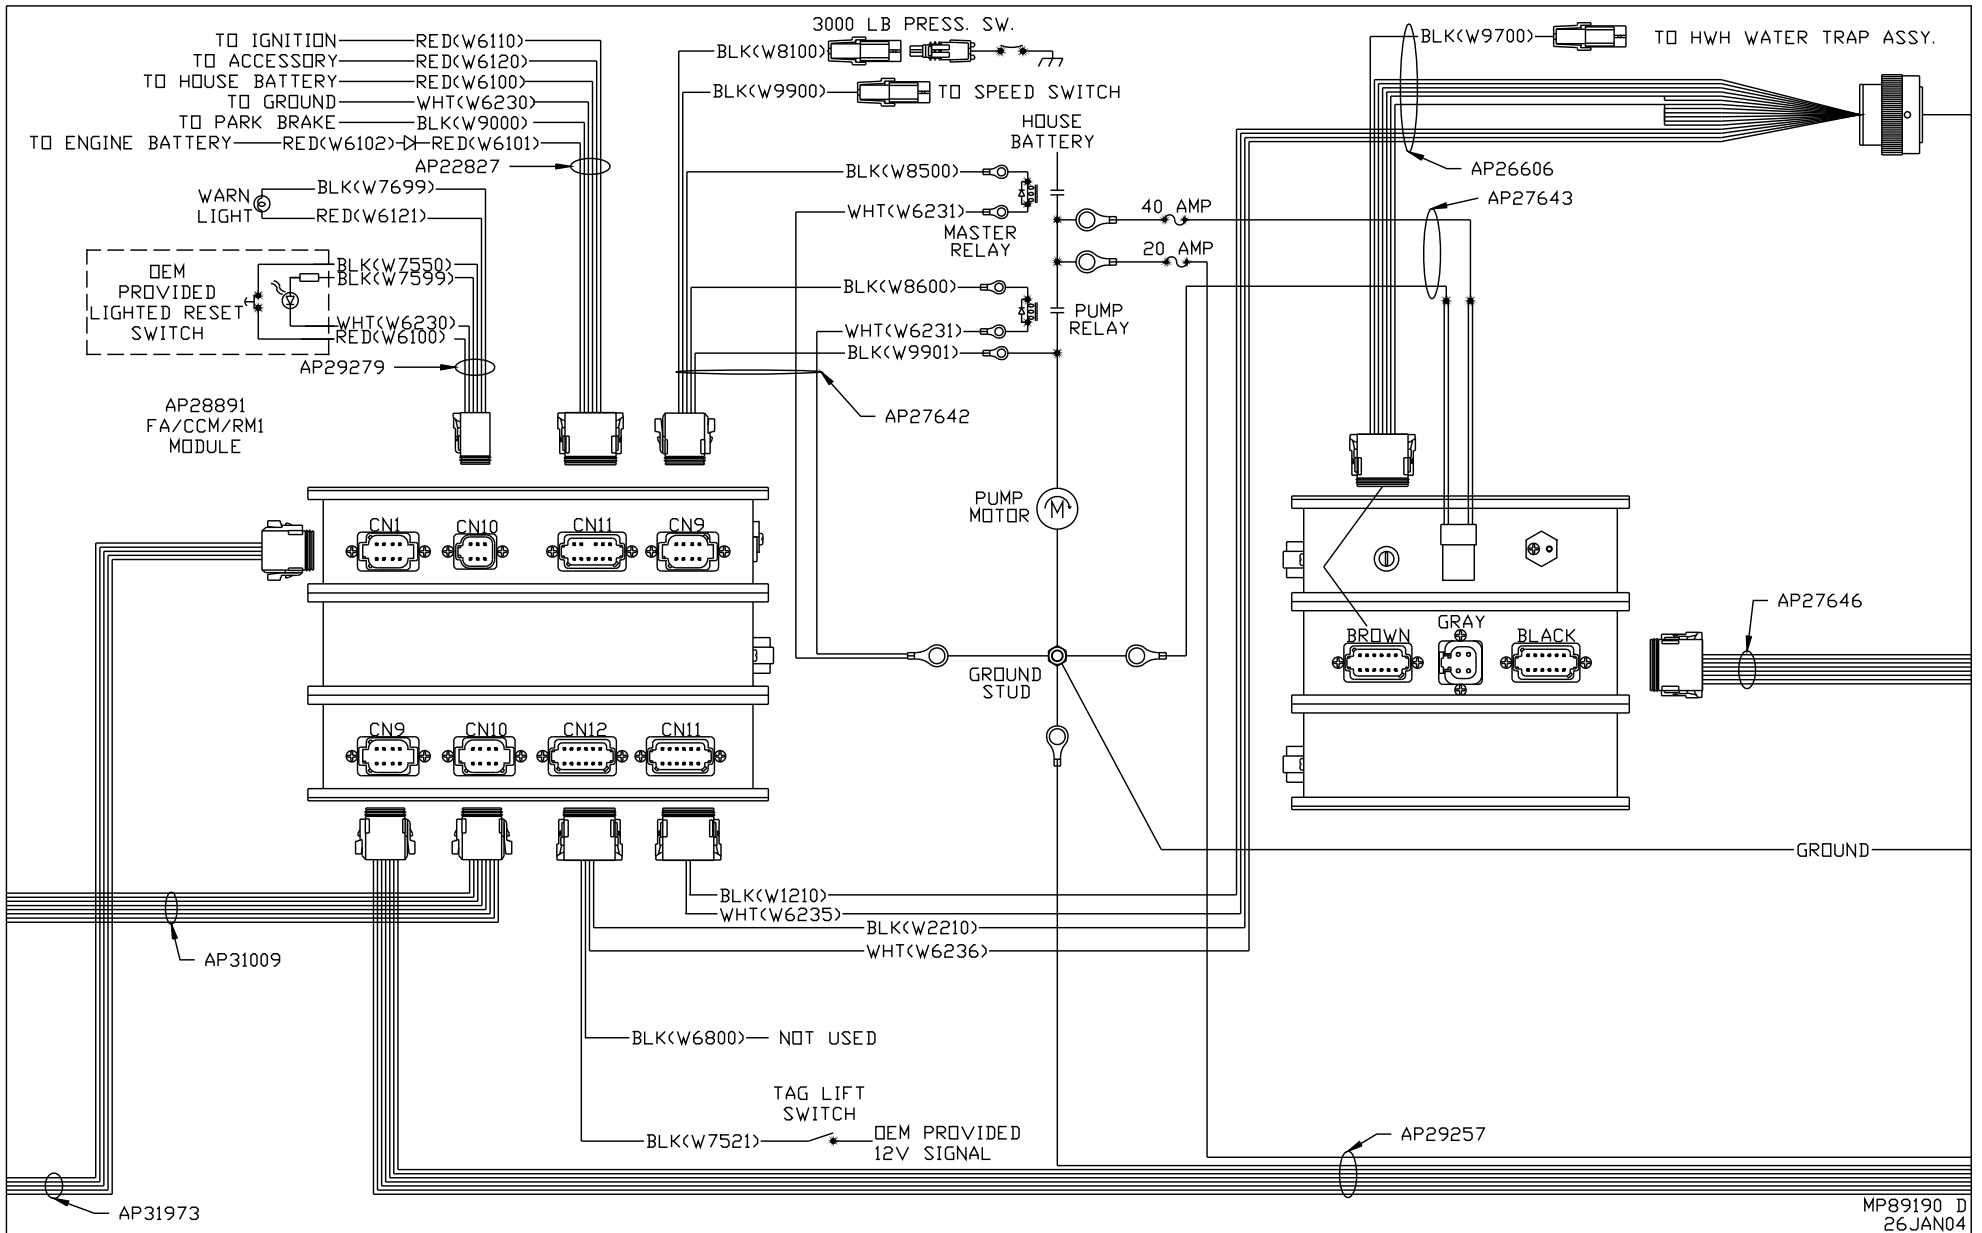 3000 LB PRESS. SW.
TO IGNITION
RED(W6110)
TO ACCESSORY
RED(W6120)
TO HOUSE BATTERY
RED(W6100)
TO GROUND
WHT(W6230)
TO PARK BRAKE
BLK(W9000)
TO ENGINE BATTERY
RED(W6102)
RED(W6101)
AP22827
BLK(W8100)
BLK(W9900)
TO SPEED SWITCH
BLK(W9700)
TO HWH WATER TRAP ASSY.
HOUSE
BATTERY
AP26606
AP27643
WARN
LIGHT
BLK(W7699)
RED(W6121)
BLK(W8500)
WHT(W6231)
MASTER
RELAY
40 AMP
20 AMP
OEM
PROVIDED
LIGHTED RESET
SWITCH
BLK(W7550)
BLK(W7599)
WHT(W6230)
RED(W6100)
AP29279
BLK(W8600)
WHT(W6231)
BLK(W9901)
PUMP
RELAY
AP27642
AP28891
FA/CCM/RM1
MODULE
PUMP
MOTOR
M
CN1
CN10
CN11
CN9
AP27646
BROWN
GRAY
BLACK
GROUND
STUD
CN9
CN10
CN12
CN11
GROUND
BLK(W1210)
WHT(W6235)
BLK(W2210)
WHT(W6236)
AP31009
BLK(W6800)
NOT USED
TAG LIFT
SWITCH
BLK(W7521)
OEM PROVIDED
12V SIGNAL
AP29257
AP31973
MP89190 D
26JAN04